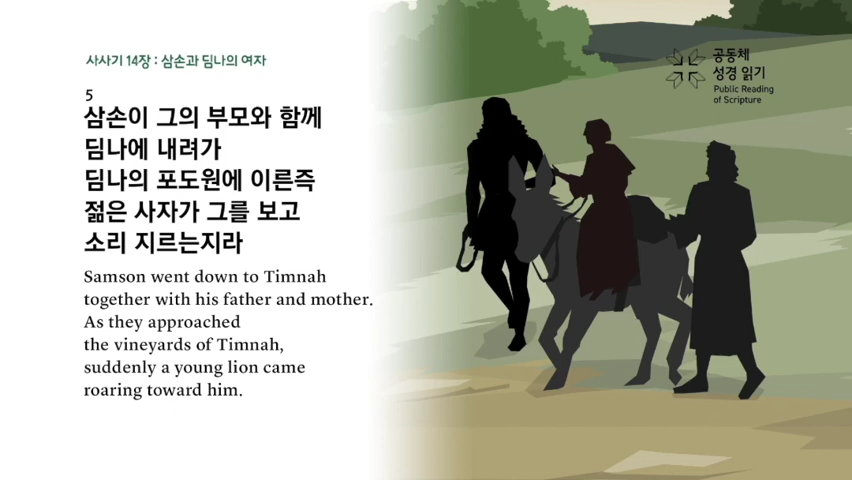 사사기 14장 : 삼손과 딤나의 여자
공동체
성경 읽기
Public Reading
of Scripture
5
삼손이 그의 부모와 함께
딤나에 내려가
딤나의 포도원에 이른즉
젊은 사자가 그를 보고
소리 지르는지라
Samson went down to Timnah
together with his father and mother.
As they approached
the vineyards of Timnah,
suddenly a young lion came
roaring toward him.